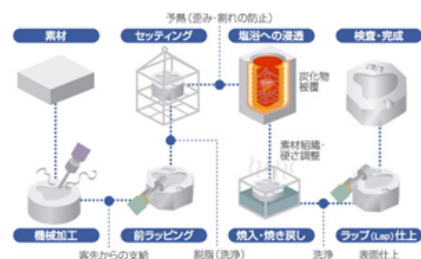 予熱(歪み・割れの防止)
素材
セッティング
塩浴への浸透
検査・完成
炭化物
被覆
素材組織・
硬さ調整
機械加工
前ラッピング
焼入・焼き戻し
ラップ(Lap)仕上
客先からの支給
脱脂(洗浄)
洗浄
表面仕上